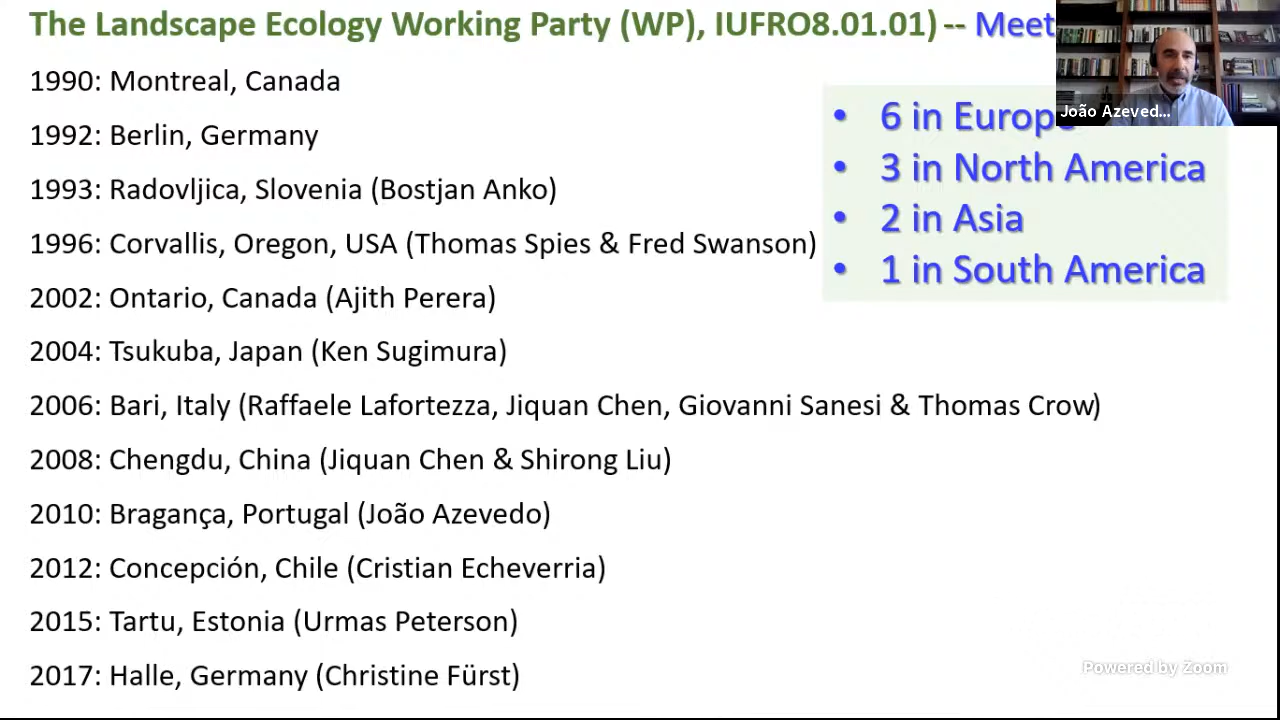 The Landscape Ecology Working Party (WP), IUFRO8.01.01) -- Meet
João Azeved...
1990: Montreal, Canada
1992: Berlin, Germany
1993: Radovljica, Slovenia (Bostjan Anko)
1996: Corvallis, Oregon, USA (Thomas Spies & Fred Swanson)
2002: Ontario, Canada (Ajith Perera)
2004: Tsukuba, Japan (Ken Sugimura)
2006: Bari, Italy (Raffaele Lafortezza, Jiquan Chen, Giovanni Sanesi & Thomas Crow)
2008: Chengdu, China (Jiquan Chen & Shirong Liu)
2010: Bragança, Portugal (João Azevedo)
2012: Concepción, Chile (Cristian Echeverria)
2015: Tartu, Estonia (Urmas Peterson)
2017: Halle, Germany (Christine Fürst)
• 6 in Europe
• 3 in North America
• 2 in Asia
• 1 in South America
Powered by Zoom